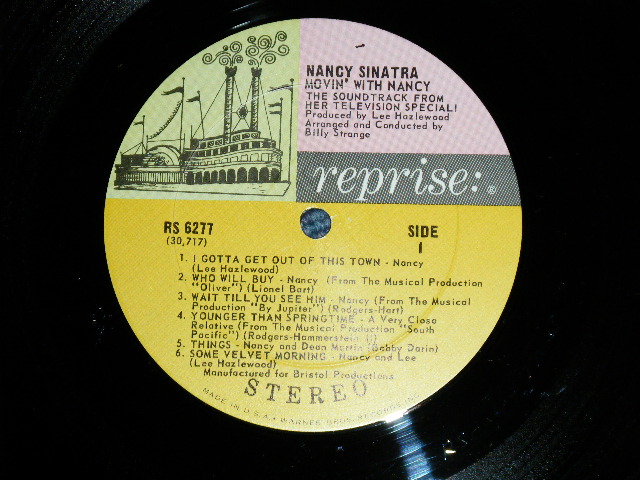 NANCY SINATRA
MOVIN' WITH NANCY
THE SOUNDTRACK FROM
HER TELEVISION SPECIAL!
Produced by Lee Hazlewood
Arranged and Conducted by
Billy Strange
reprise:®
RS 6277
(30,717)
SIDE
1
1. I GOTTA GET OUT OF THIS TOWN - Nancy
(Lee Hazlewood)
2. WHO WILL BUY - Nancy (From The Musical Production
"Oliver") (Lionel Bart)
3. WAIT TILL YOU SEE HIM - Nancy (From The Musical
Production "By Jupiter") (Rodgers-Hart)
4. YOUNGER THAN SPRINGTIME - A Very Close
Relative (From The Musical Production "South
Pacific") (Rodgers-Hammerstein, II)
5. THINGS - Nancy and Dean Martin (Bobby Darin)
6. SOME VELVET MORNING - Nancy and Lee
(Lee Hazlewood)
Manufactured for Bristol Productions
STEREO
MADE IN U.S.A. • WARNER BROS. RECORDS INC.